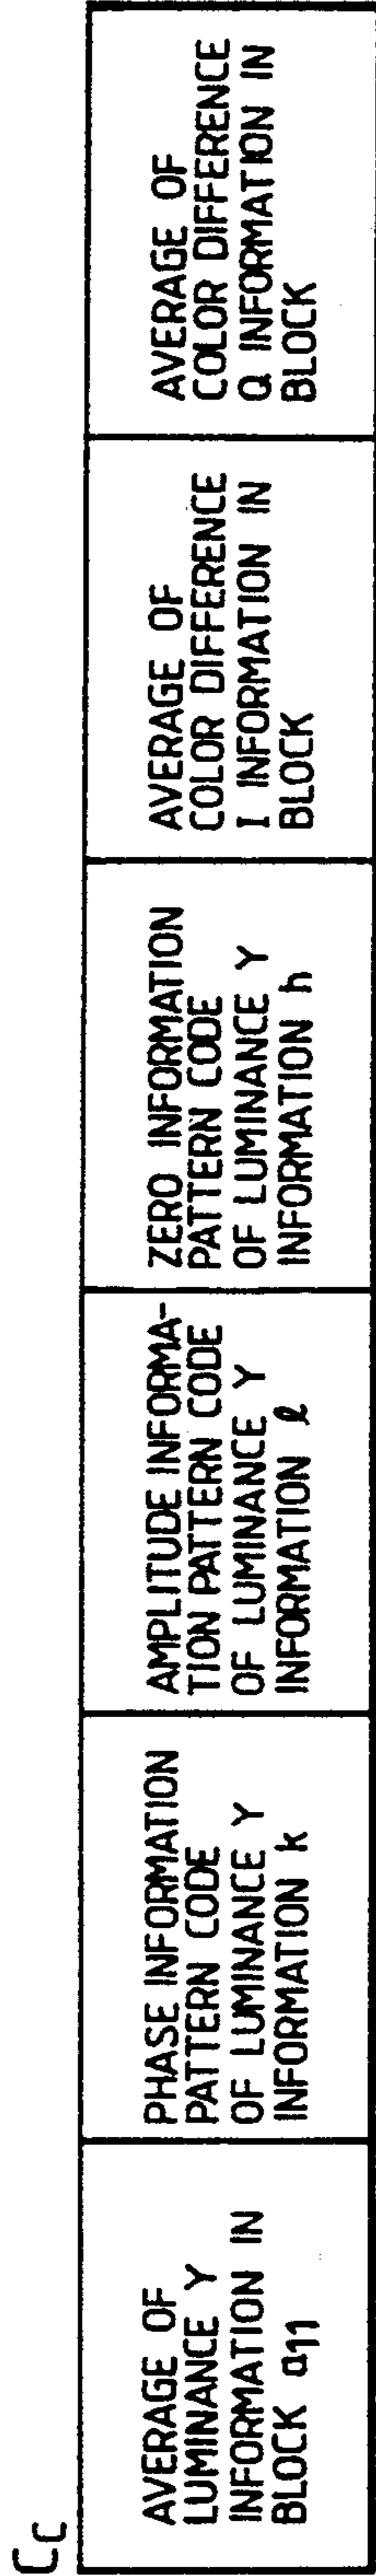 Cc
AVERAGE OF
LUMINANCE Y
INFORMATION IN
BLOCK a11
PHASE INFORMATION
PATTERN CODE
OF LUMINANCE Y
INFORMATION k
AMPLITUDE INFORMA-
TION PATTERN CODE
OF LUMINANCE Y
INFORMATION ℓ
ZERO INFORMATION
PATTERN CODE
OF LUMINANCE Y
INFORMATION h
AVERAGE OF
COLOR DIFFERENCE
I INFORMATION IN
BLOCK
AVERAGE OF
COLOR DIFFERENCE
Q INFORMATION IN
BLOCK